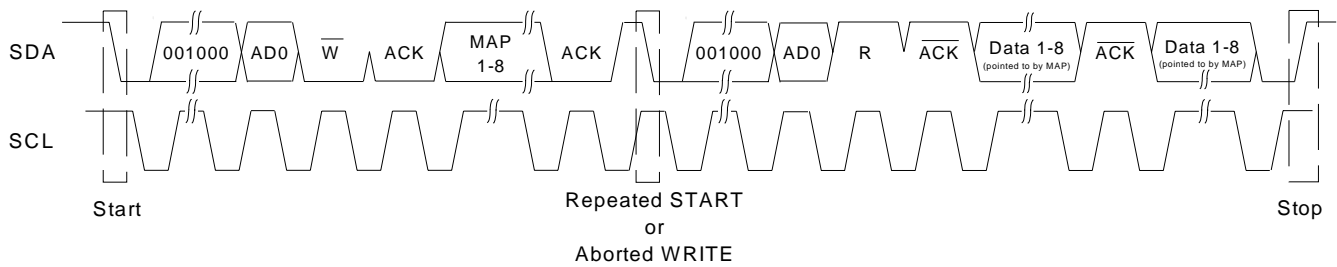 SDA 001000 AD0 W ACK MAP 1-8 ACK 001000 AD0 R ACK Data 1-8 (pointed to by MAP) ACK Data 1-8 (pointed to by MAP)
SCL
Start
Repeated START
or
Aborted WRITE
Stop